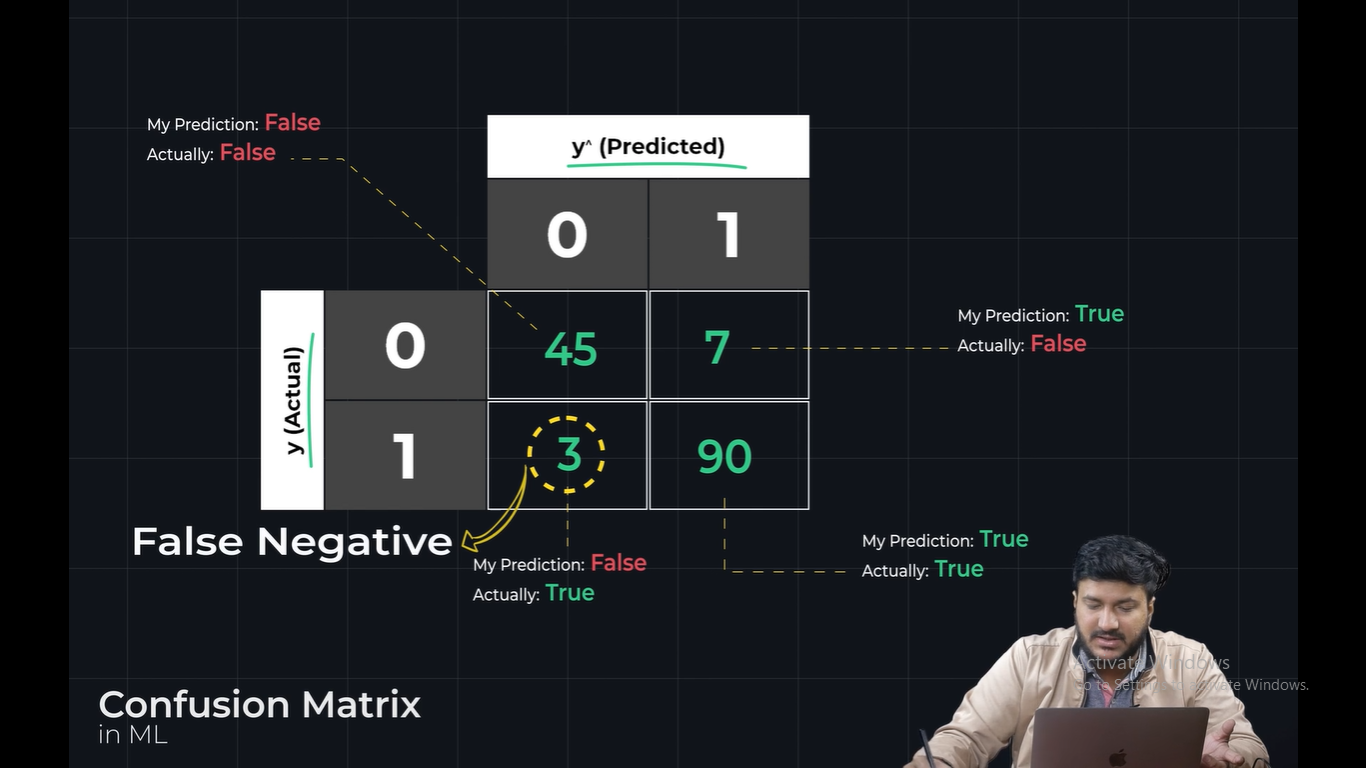 My Prediction: False
Actually: False
y^ (Predicted)
0 1
y (Actual)
0 45 7
1 3 90
My Prediction: True
Actually: False
False Negative
My Prediction: False
Actually: True
My Prediction: True
Actually: True
Activate Windows
Go to Settings to activate Windows.
Confusion Matrix
in ML